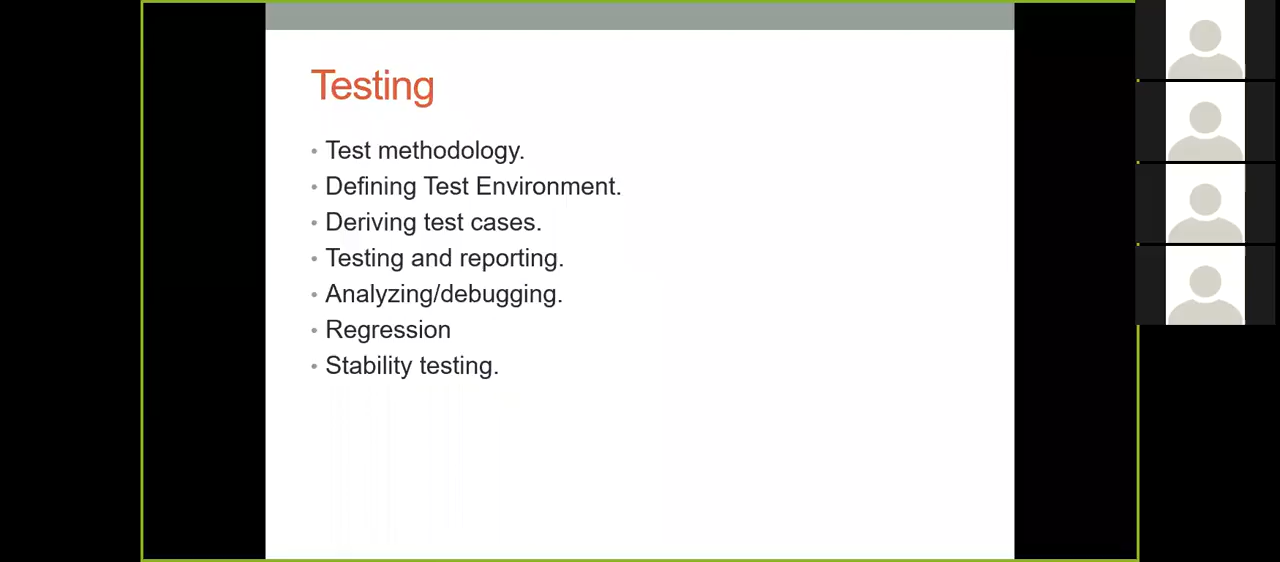 Testing
• Test methodology.
• Defining Test Environment.
• Deriving test cases.
• Testing and reporting.
• Analyzing/debugging.
• Regression
• Stability testing.